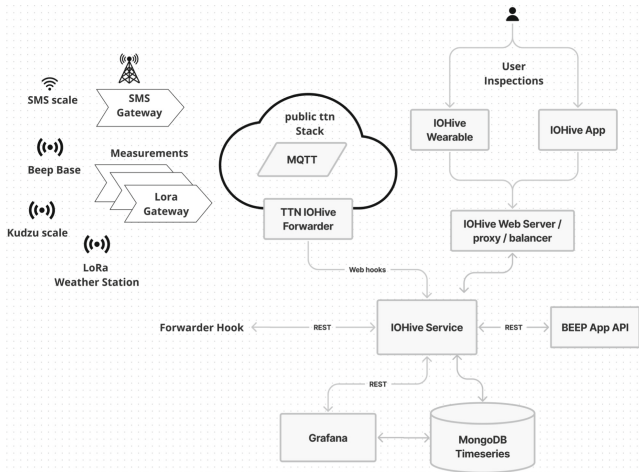 User
Inspections
SMS scale
SMS
Gateway
public ttn
Stack
MQTT
IOHive
Wearable
IOHive App
Measurements
Beep Base
Lora
Gateway
TTN IOHive
Forwarder
Kudzu scale
IOHive Web Server /
proxy / balancer
LoRa
Weather Station
Web hooks
Forwarder Hook
REST
IOHive Service
REST
BEEP App API
REST
Grafana
MongoDB
Timeseries